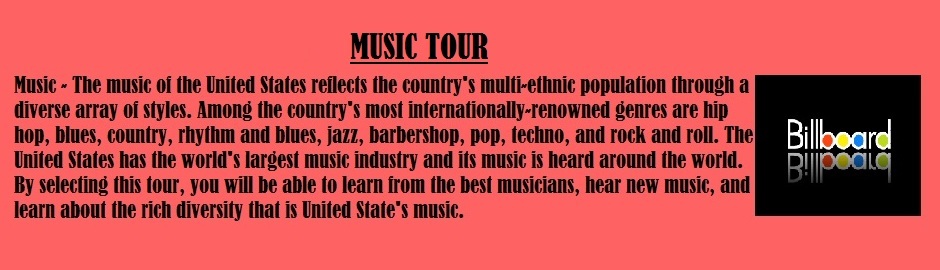 MUSIC TOUR
Music - The music of the United States reflects the country's multi-ethnic population through a
diverse array of styles. Among the country's most internationally-renowned genres are hip
hop, blues, country, rhythm and blues, jazz, barbershop, pop, techno, and rock and roll. The
United States has the world's largest music industry and its music is heard around the world.
By selecting this tour, you will be able to learn from the best musicians, hear new music, and
learn about the rich diversity that is United State's music.
Billboard